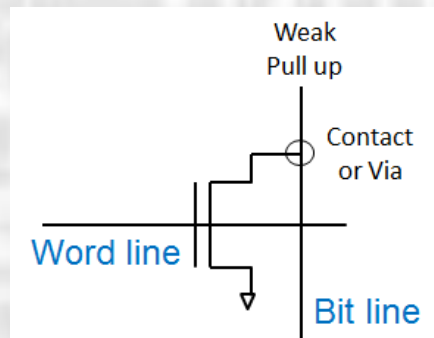 Weak
Pull up
Contact
or Via
Word line
Bit line